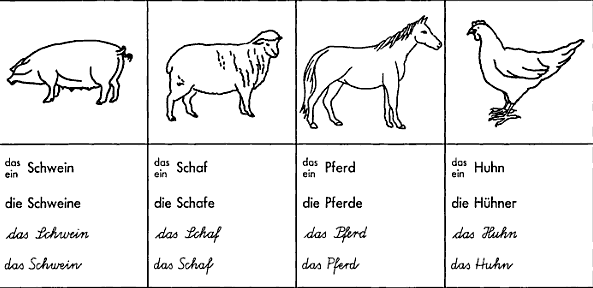 das
ein Schwein
die Schweine
das Schwein
das Schwein
das
ein Schaf
die Schafe
das Schaf
das Schaf
das
ein Pferd
die Pferde
das Pferd
das Pferd
das
ein Huhn
die Hühner
das Huhn
das Huhn